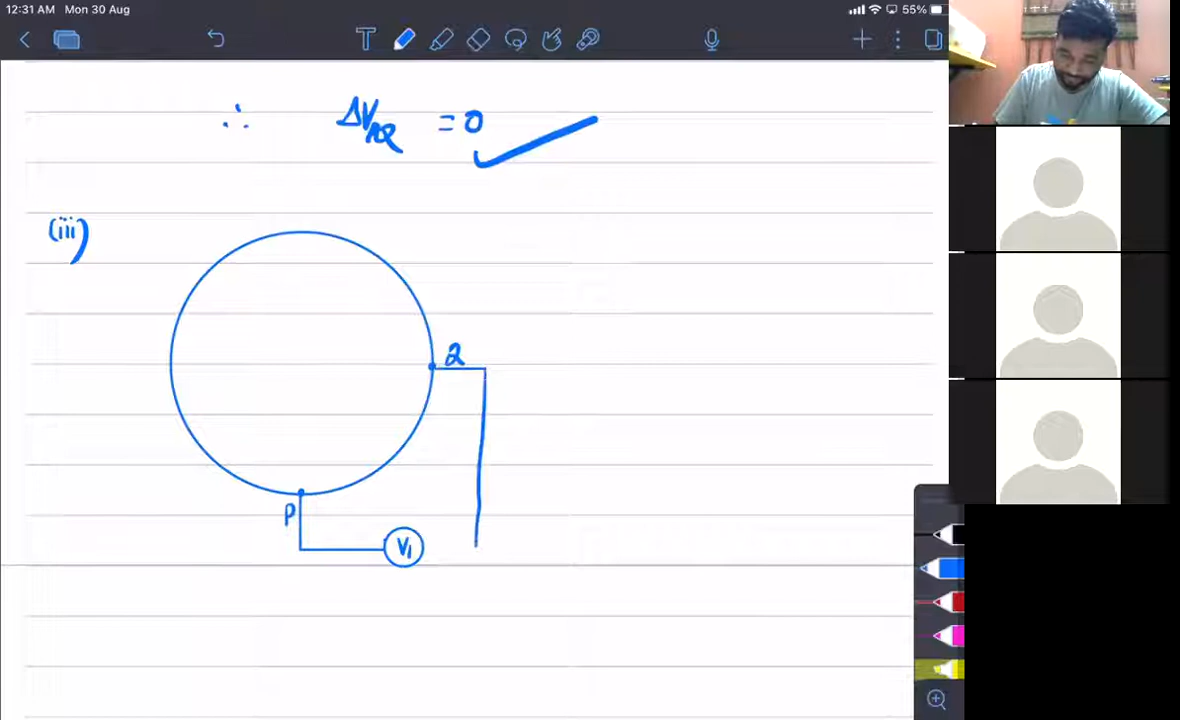 12:31 AM Mon 30 Aug
55%
∴ ΔV_PQ = 0
(iii)
Q
P
V₁